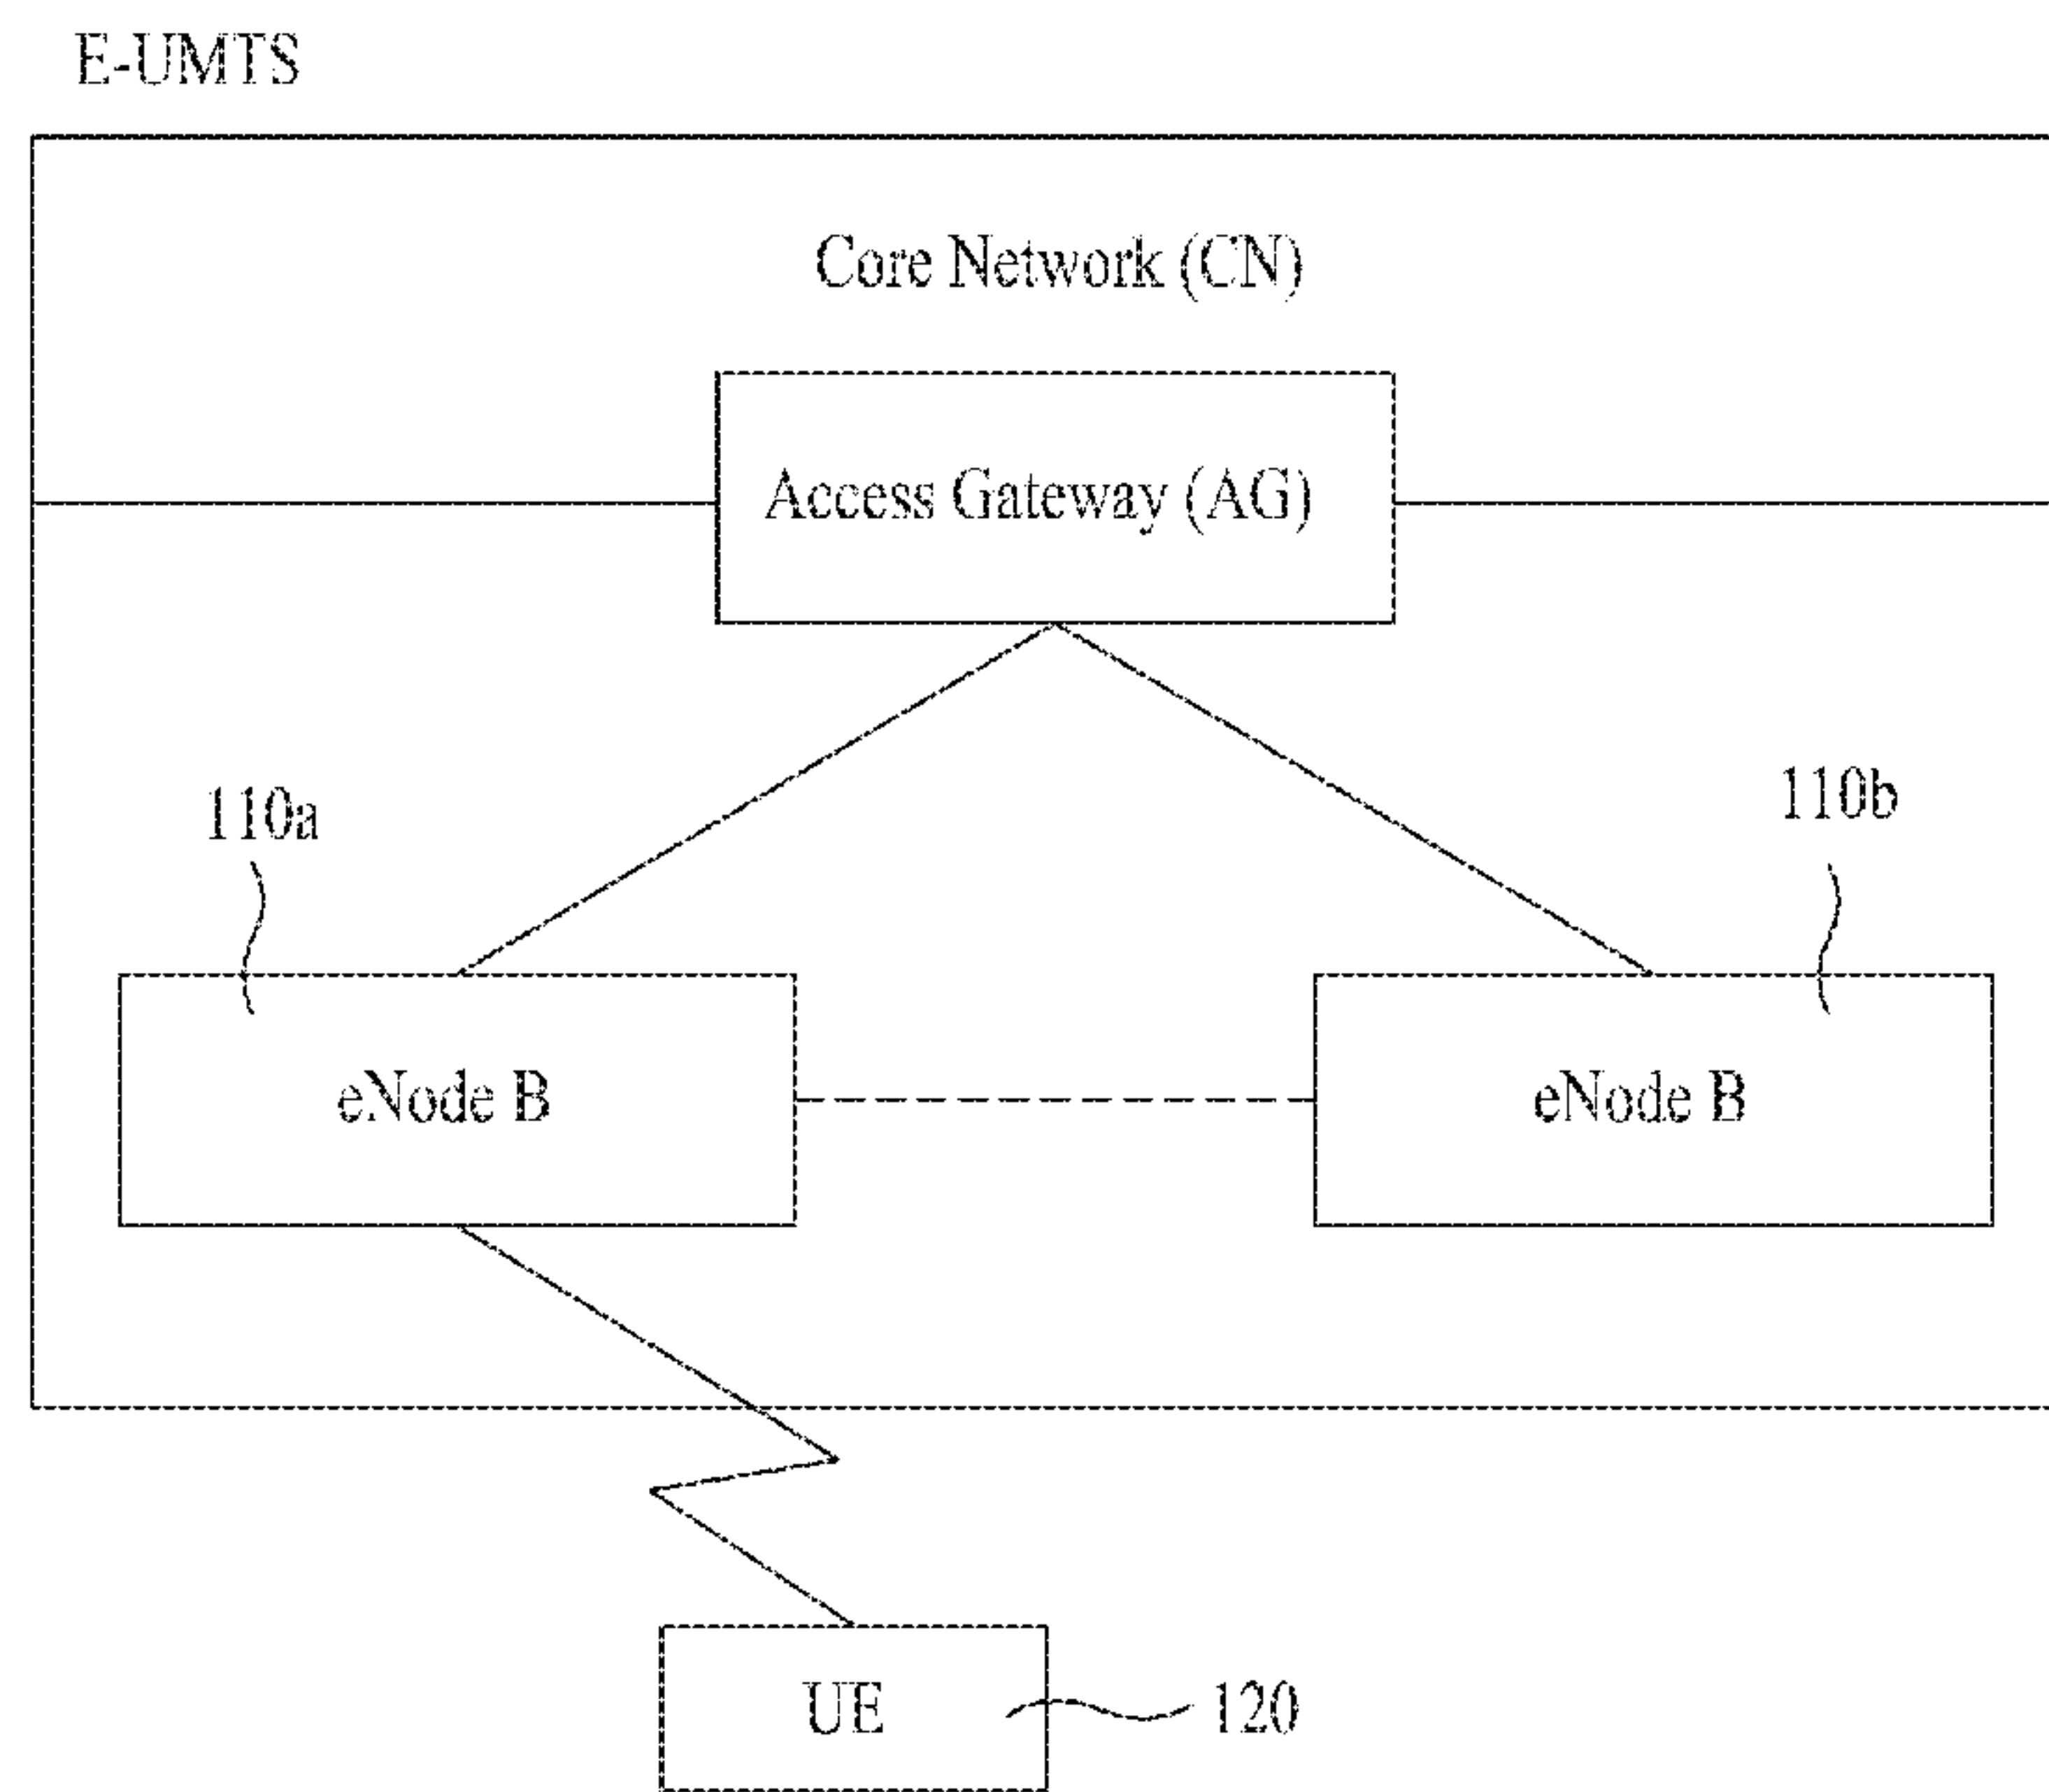 E-UMTS
Core Network (CN)
Access Gateway (AG)
110a
110b
eNode B
eNode B
UE
120